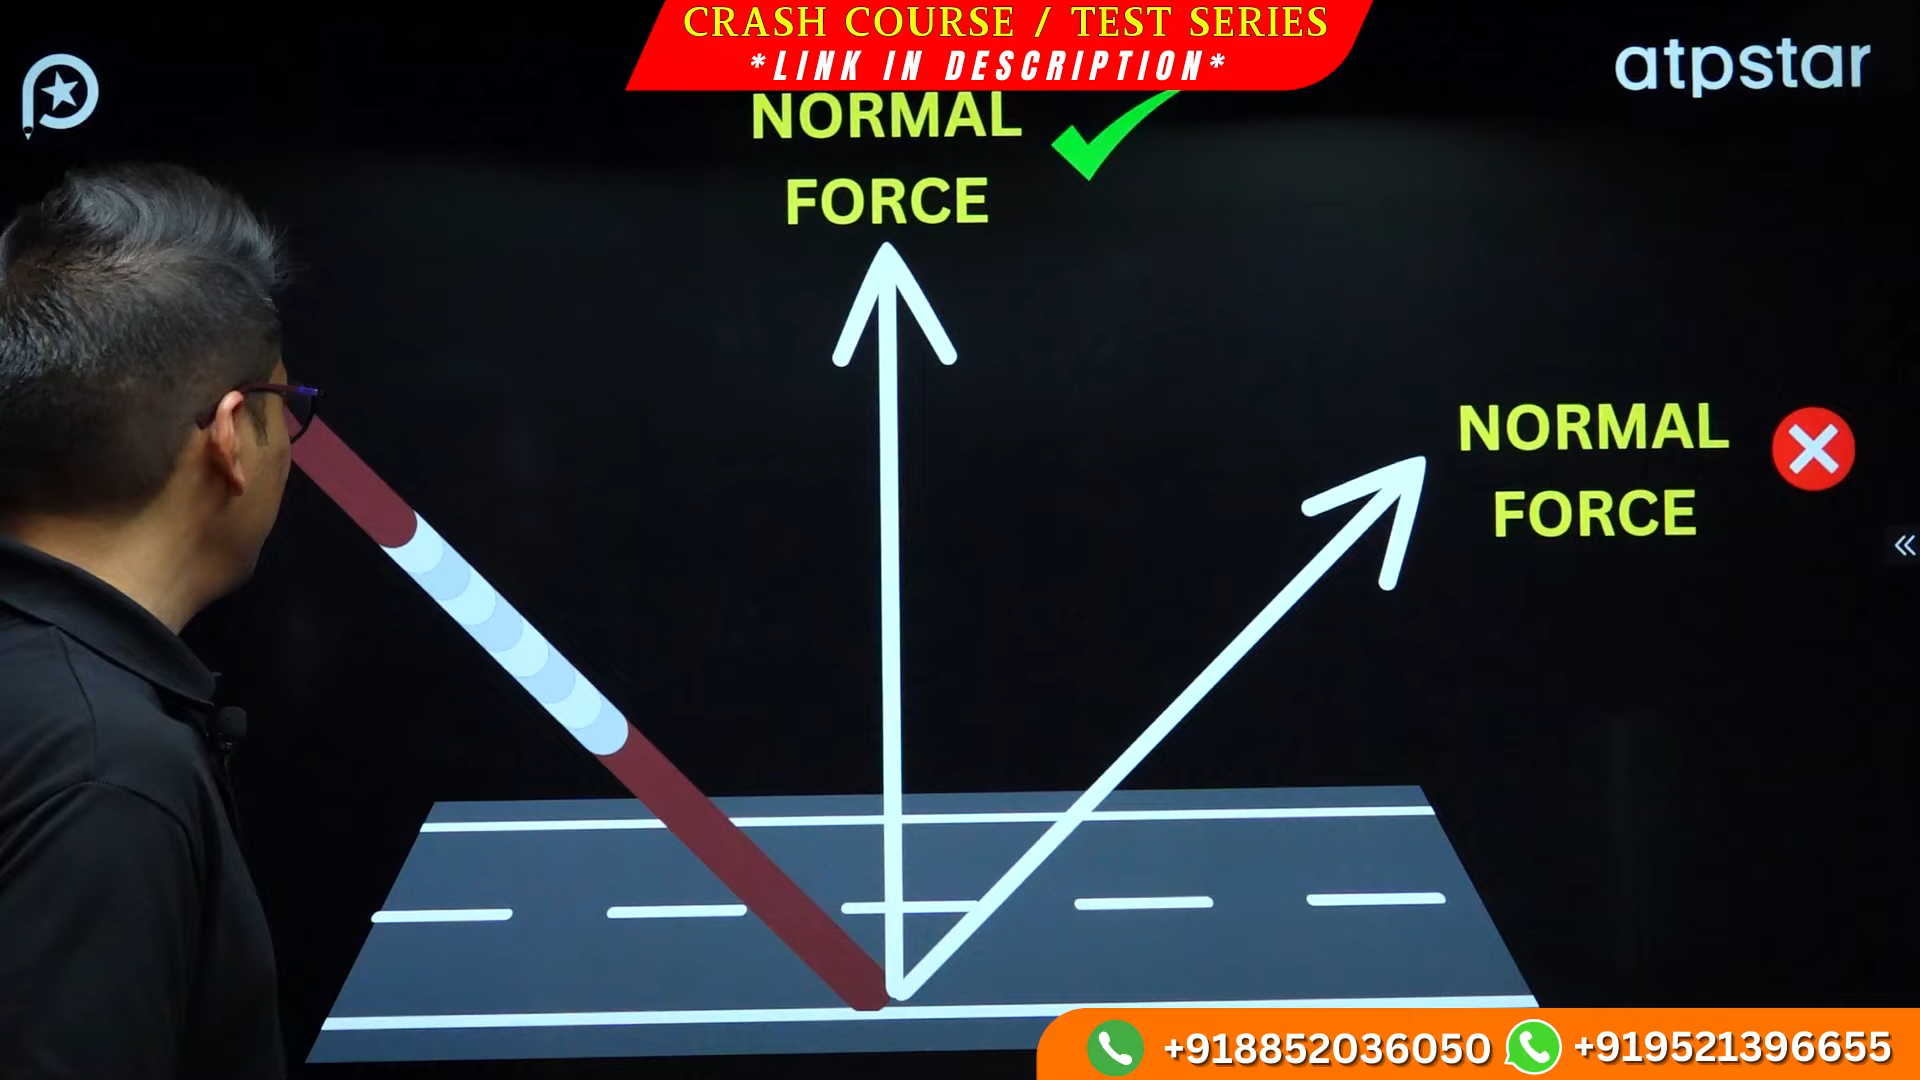 CRASH COURSE / TEST SERIES
*LINK IN DESCRIPTION*
atpstar
NORMAL
FORCE
NORMAL
FORCE
+918852036050
+919521396655